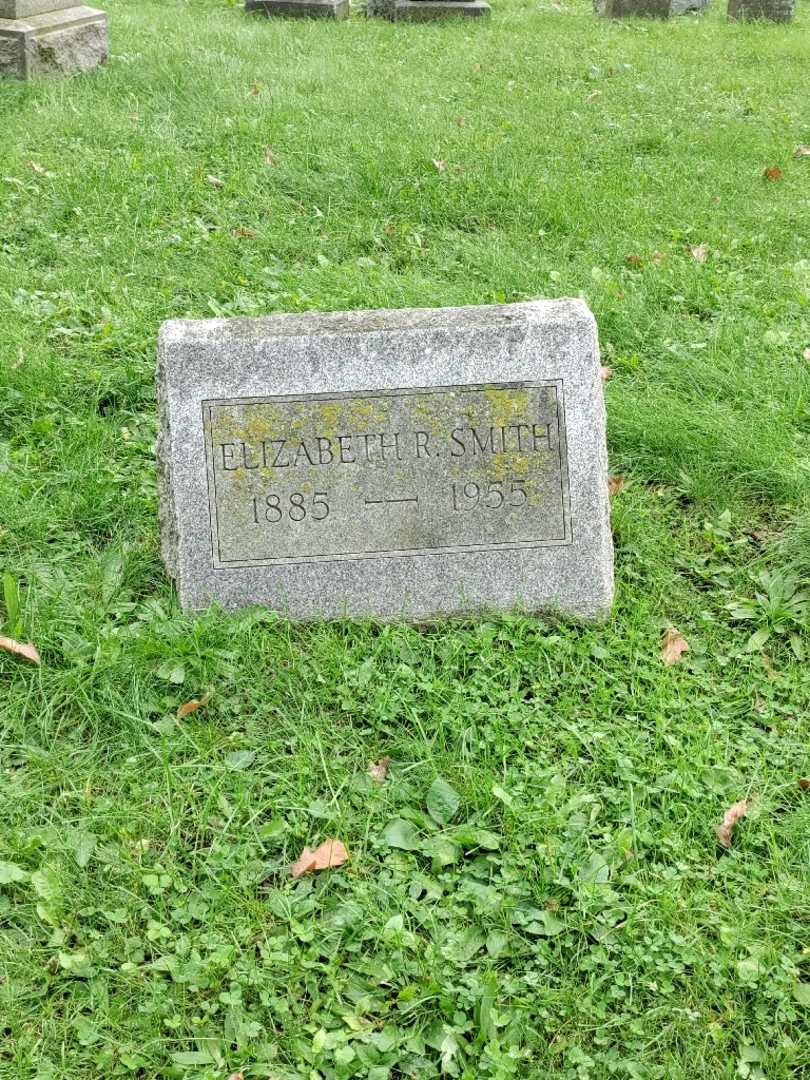 ELIZABETH R. SMITH
1885 — 1955